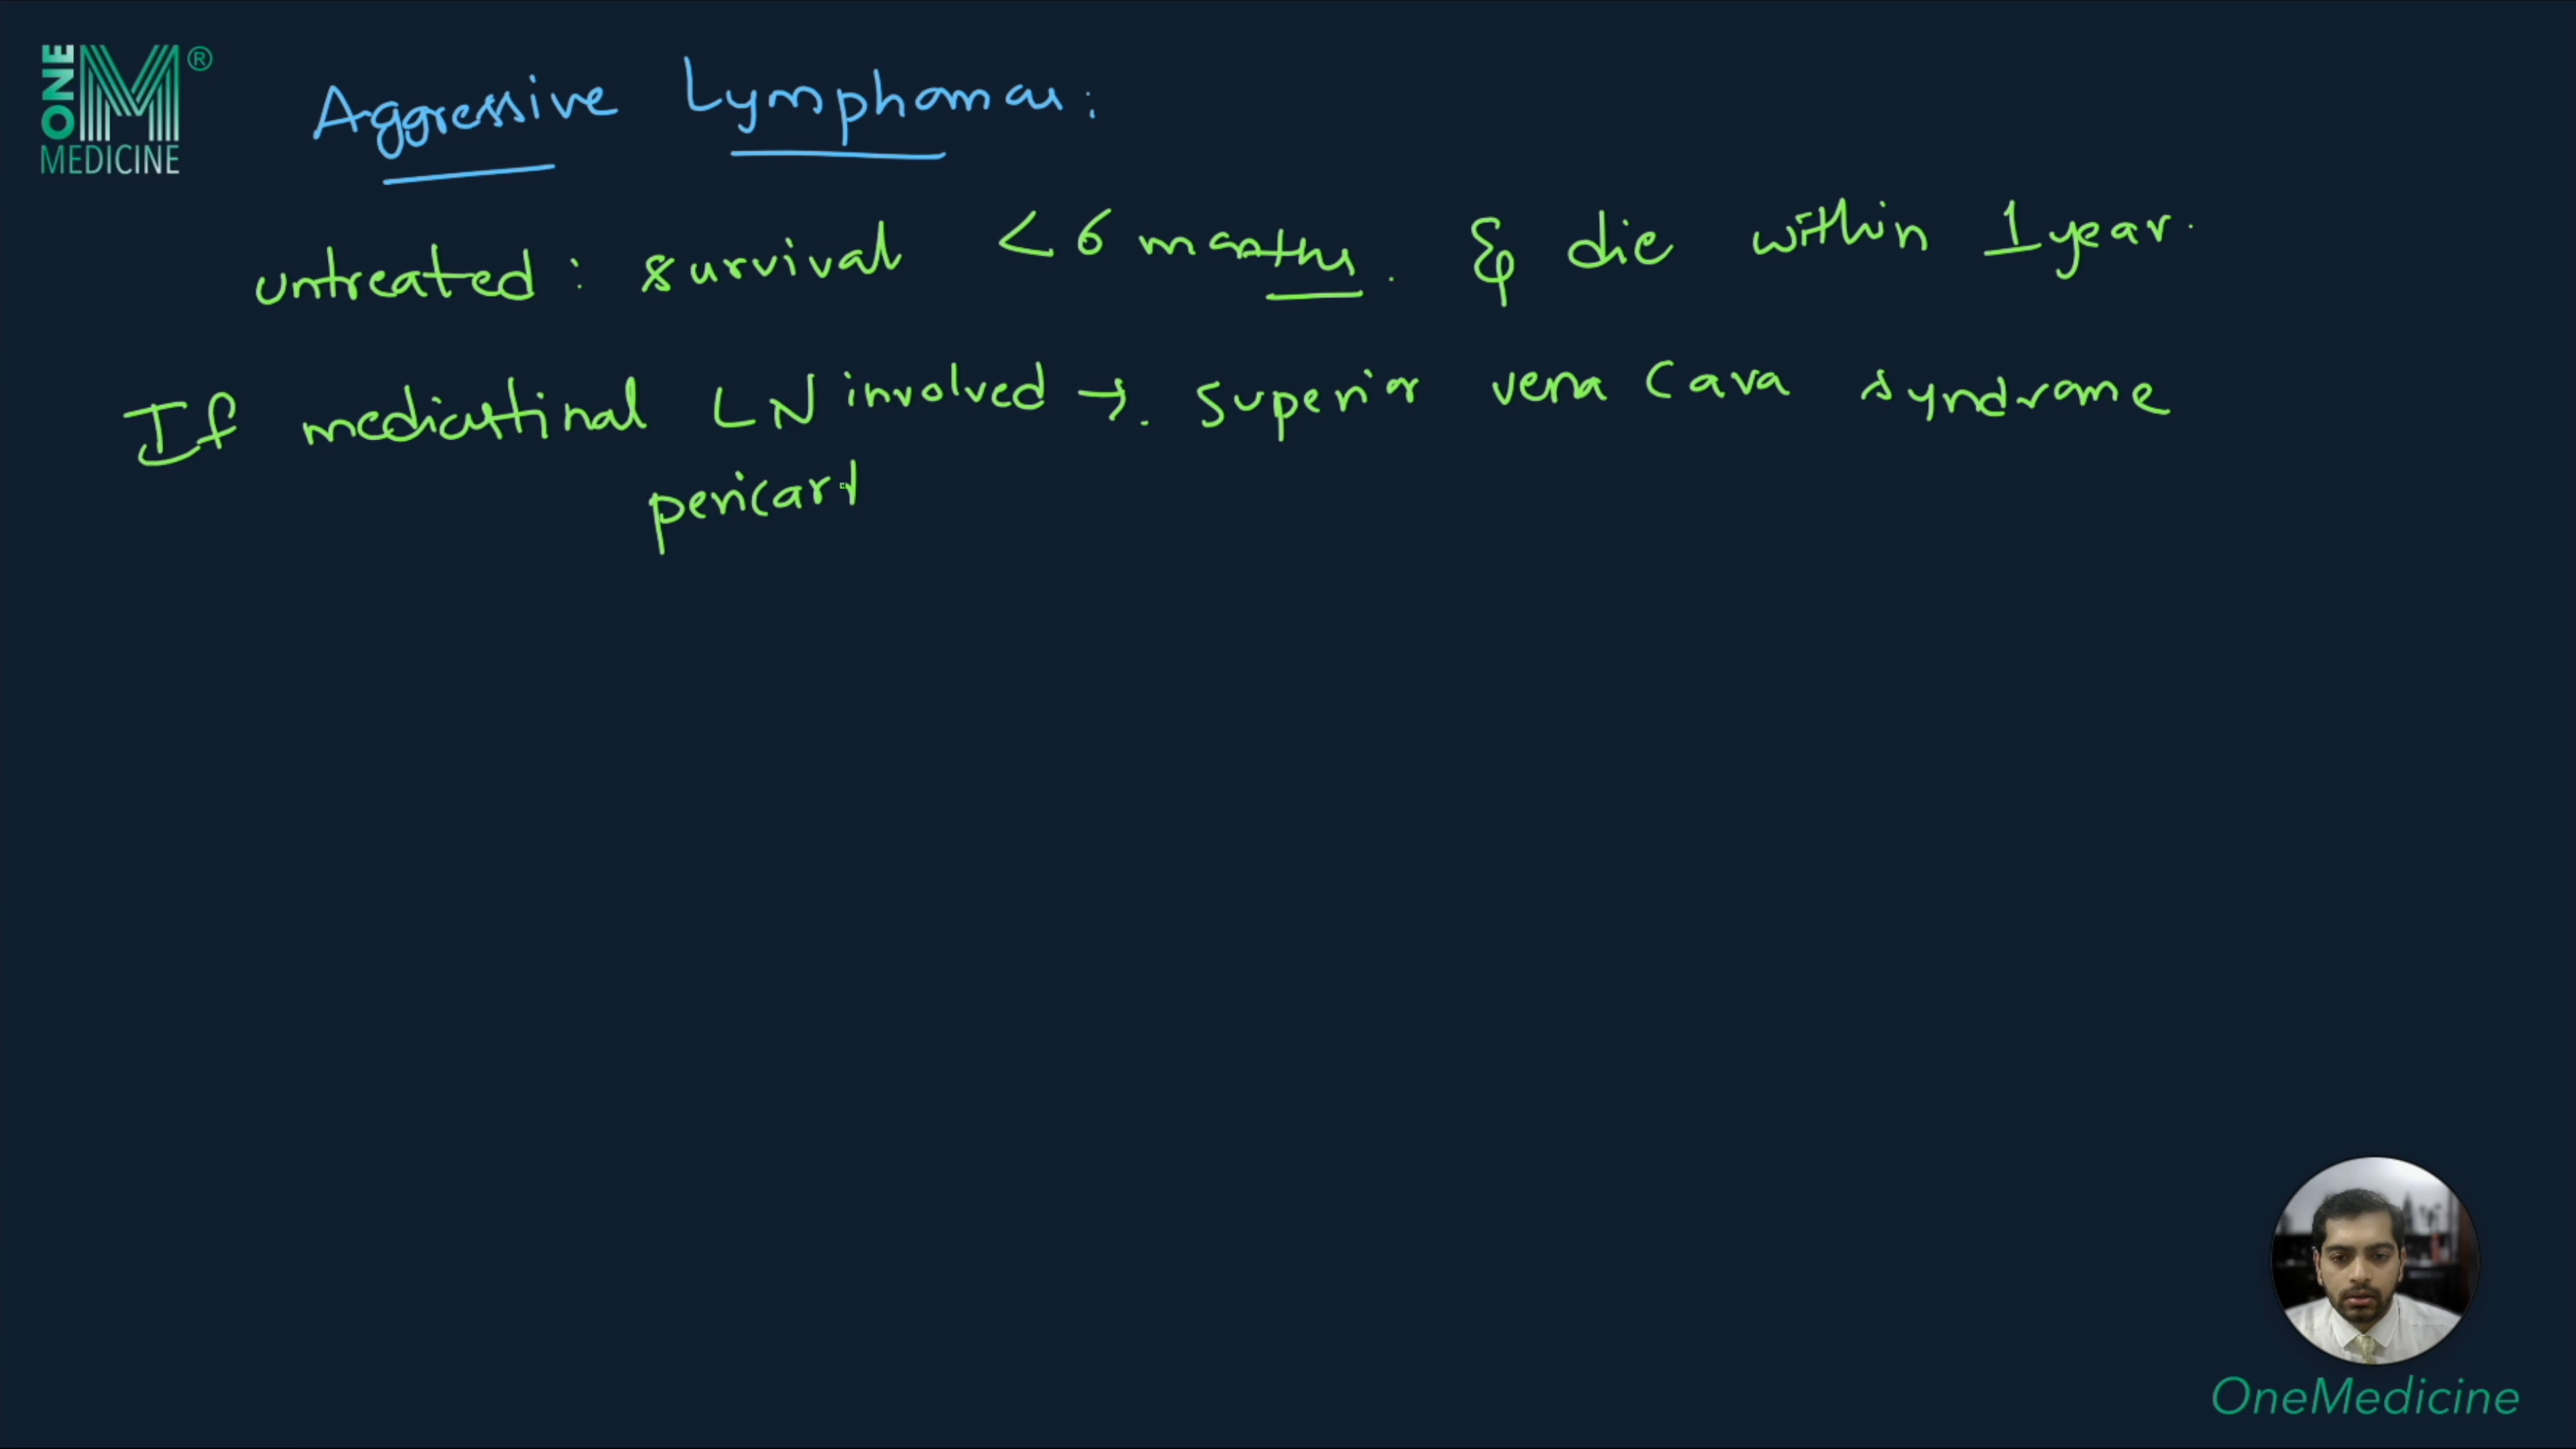 ONE
MEDICINE ®
Aggressive Lymphomas:
untreated: survival <6 months. & die within 1 year.
If mediastinal LN involved →. superior vena cava syndrome
pericard
OneMedicine